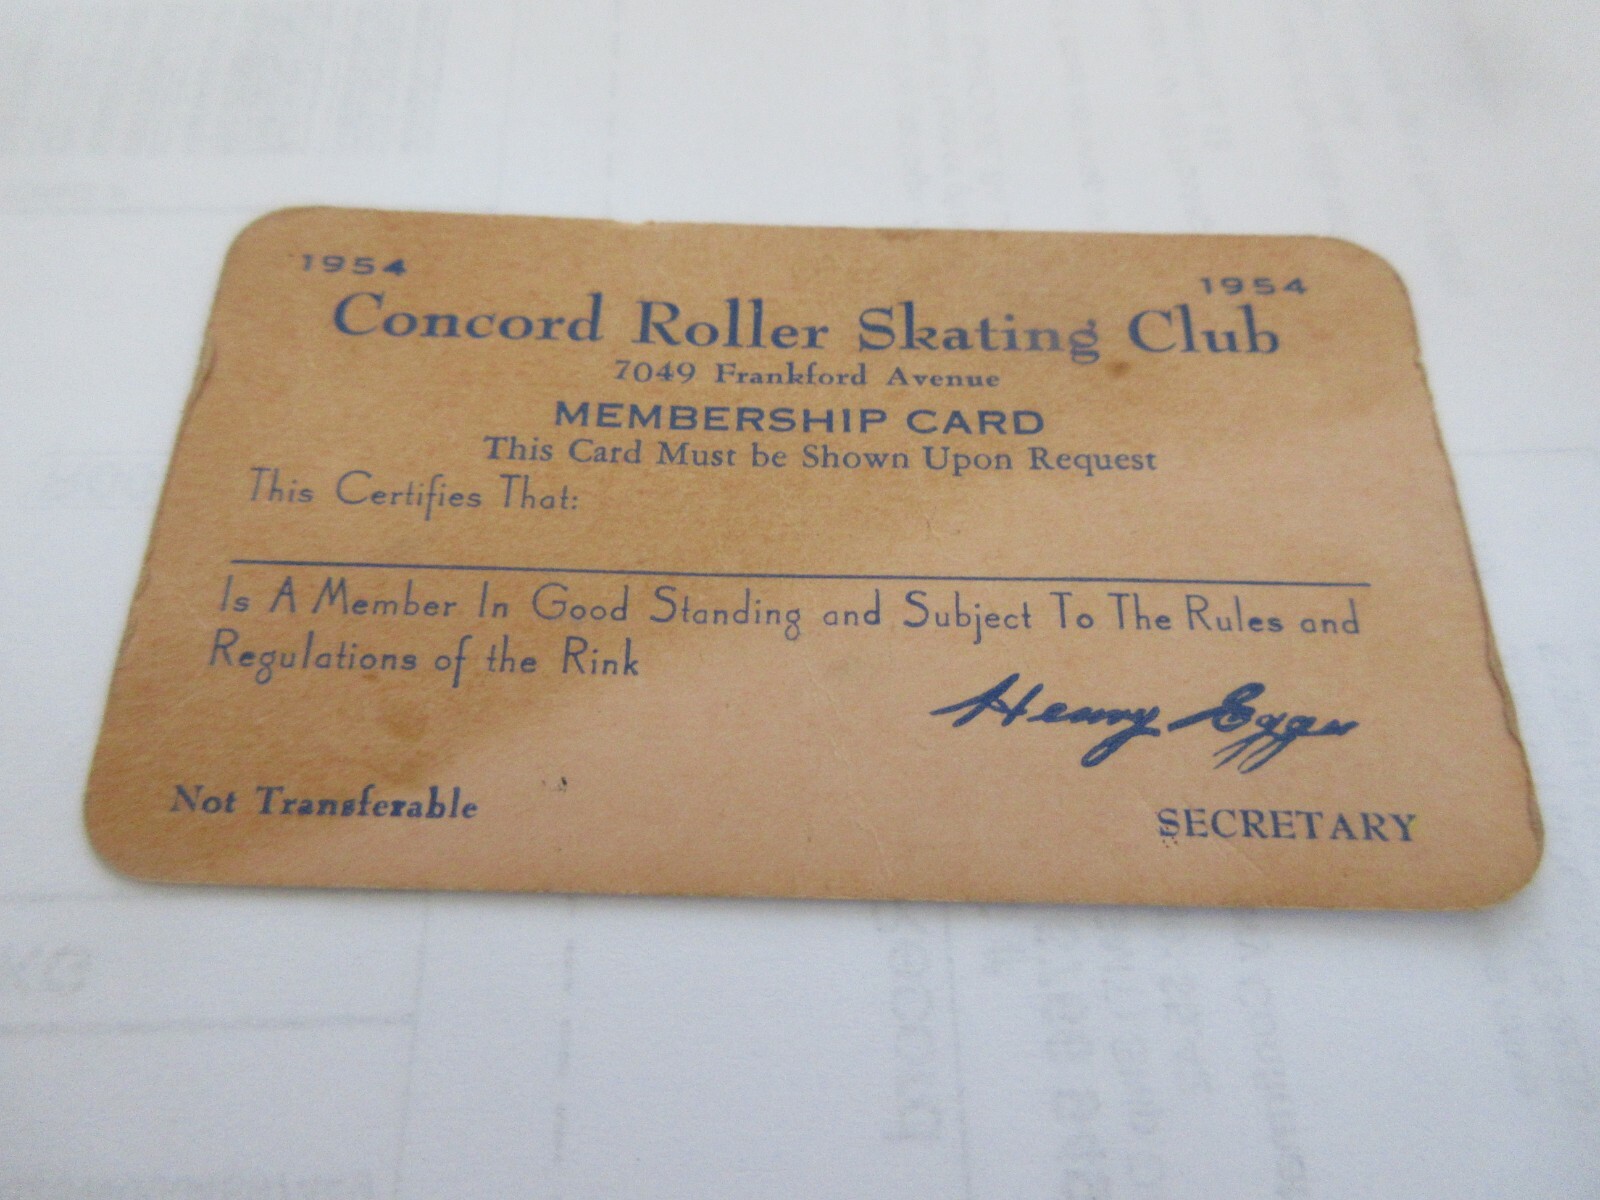 1954 1954
Concord Roller Skating Club
7049 Frankford Avenue
MEMBERSHIP CARD
This Card Must be Shown Upon Request
This Certifies That:
Is A Member In Good Standing and Subject To The Rules and
Regulations of the Rink
Henry Eggs
Not Transferable
SECRETARY